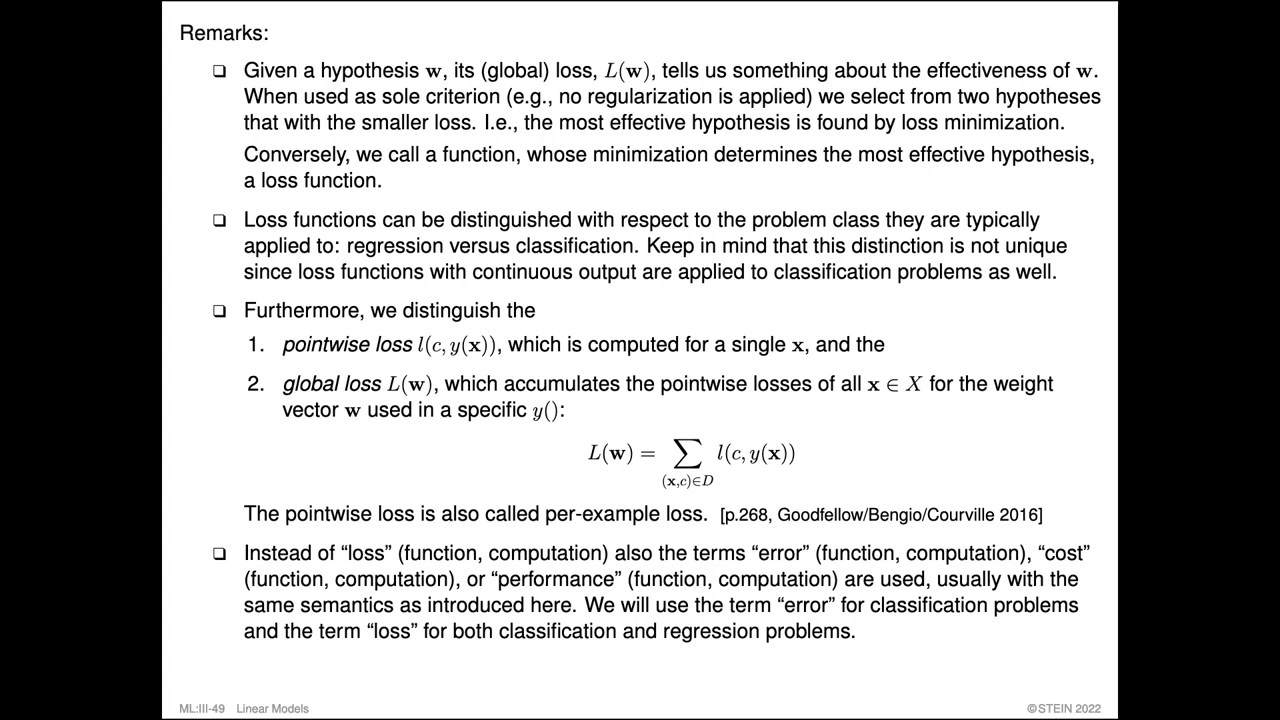 Remarks:
❑ Given a hypothesis w, its (global) loss, L(w), tells us something about the effectiveness of w.
When used as sole criterion (e.g., no regularization is applied) we select from two hypotheses
that with the smaller loss. I.e., the most effective hypothesis is found by loss minimization.
Conversely, we call a function, whose minimization determines the most effective hypothesis,
a loss function.
❑ Loss functions can be distinguished with respect to the problem class they are typically
applied to: regression versus classification. Keep in mind that this distinction is not unique
since loss functions with continuous output are applied to classification problems as well.
❑ Furthermore, we distinguish the
1. pointwise loss l(c, y(x)), which is computed for a single x, and the
2. global loss L(w), which accumulates the pointwise losses of all x ∈ X for the weight
vector w used in a specific y():
L(w) = ∑ l(c, y(x))
(x,c)∈D
The pointwise loss is also called per-example loss. [p.268, Goodfellow/Bengio/Courville 2016]
❑ Instead of “loss” (function, computation) also the terms “error” (function, computation), “cost”
(function, computation), or “performance” (function, computation) are used, usually with the
same semantics as introduced here. We will use the term “error” for classification problems
and the term “loss” for both classification and regression problems.
ML:III-49 Linear Models ©STEIN 2022